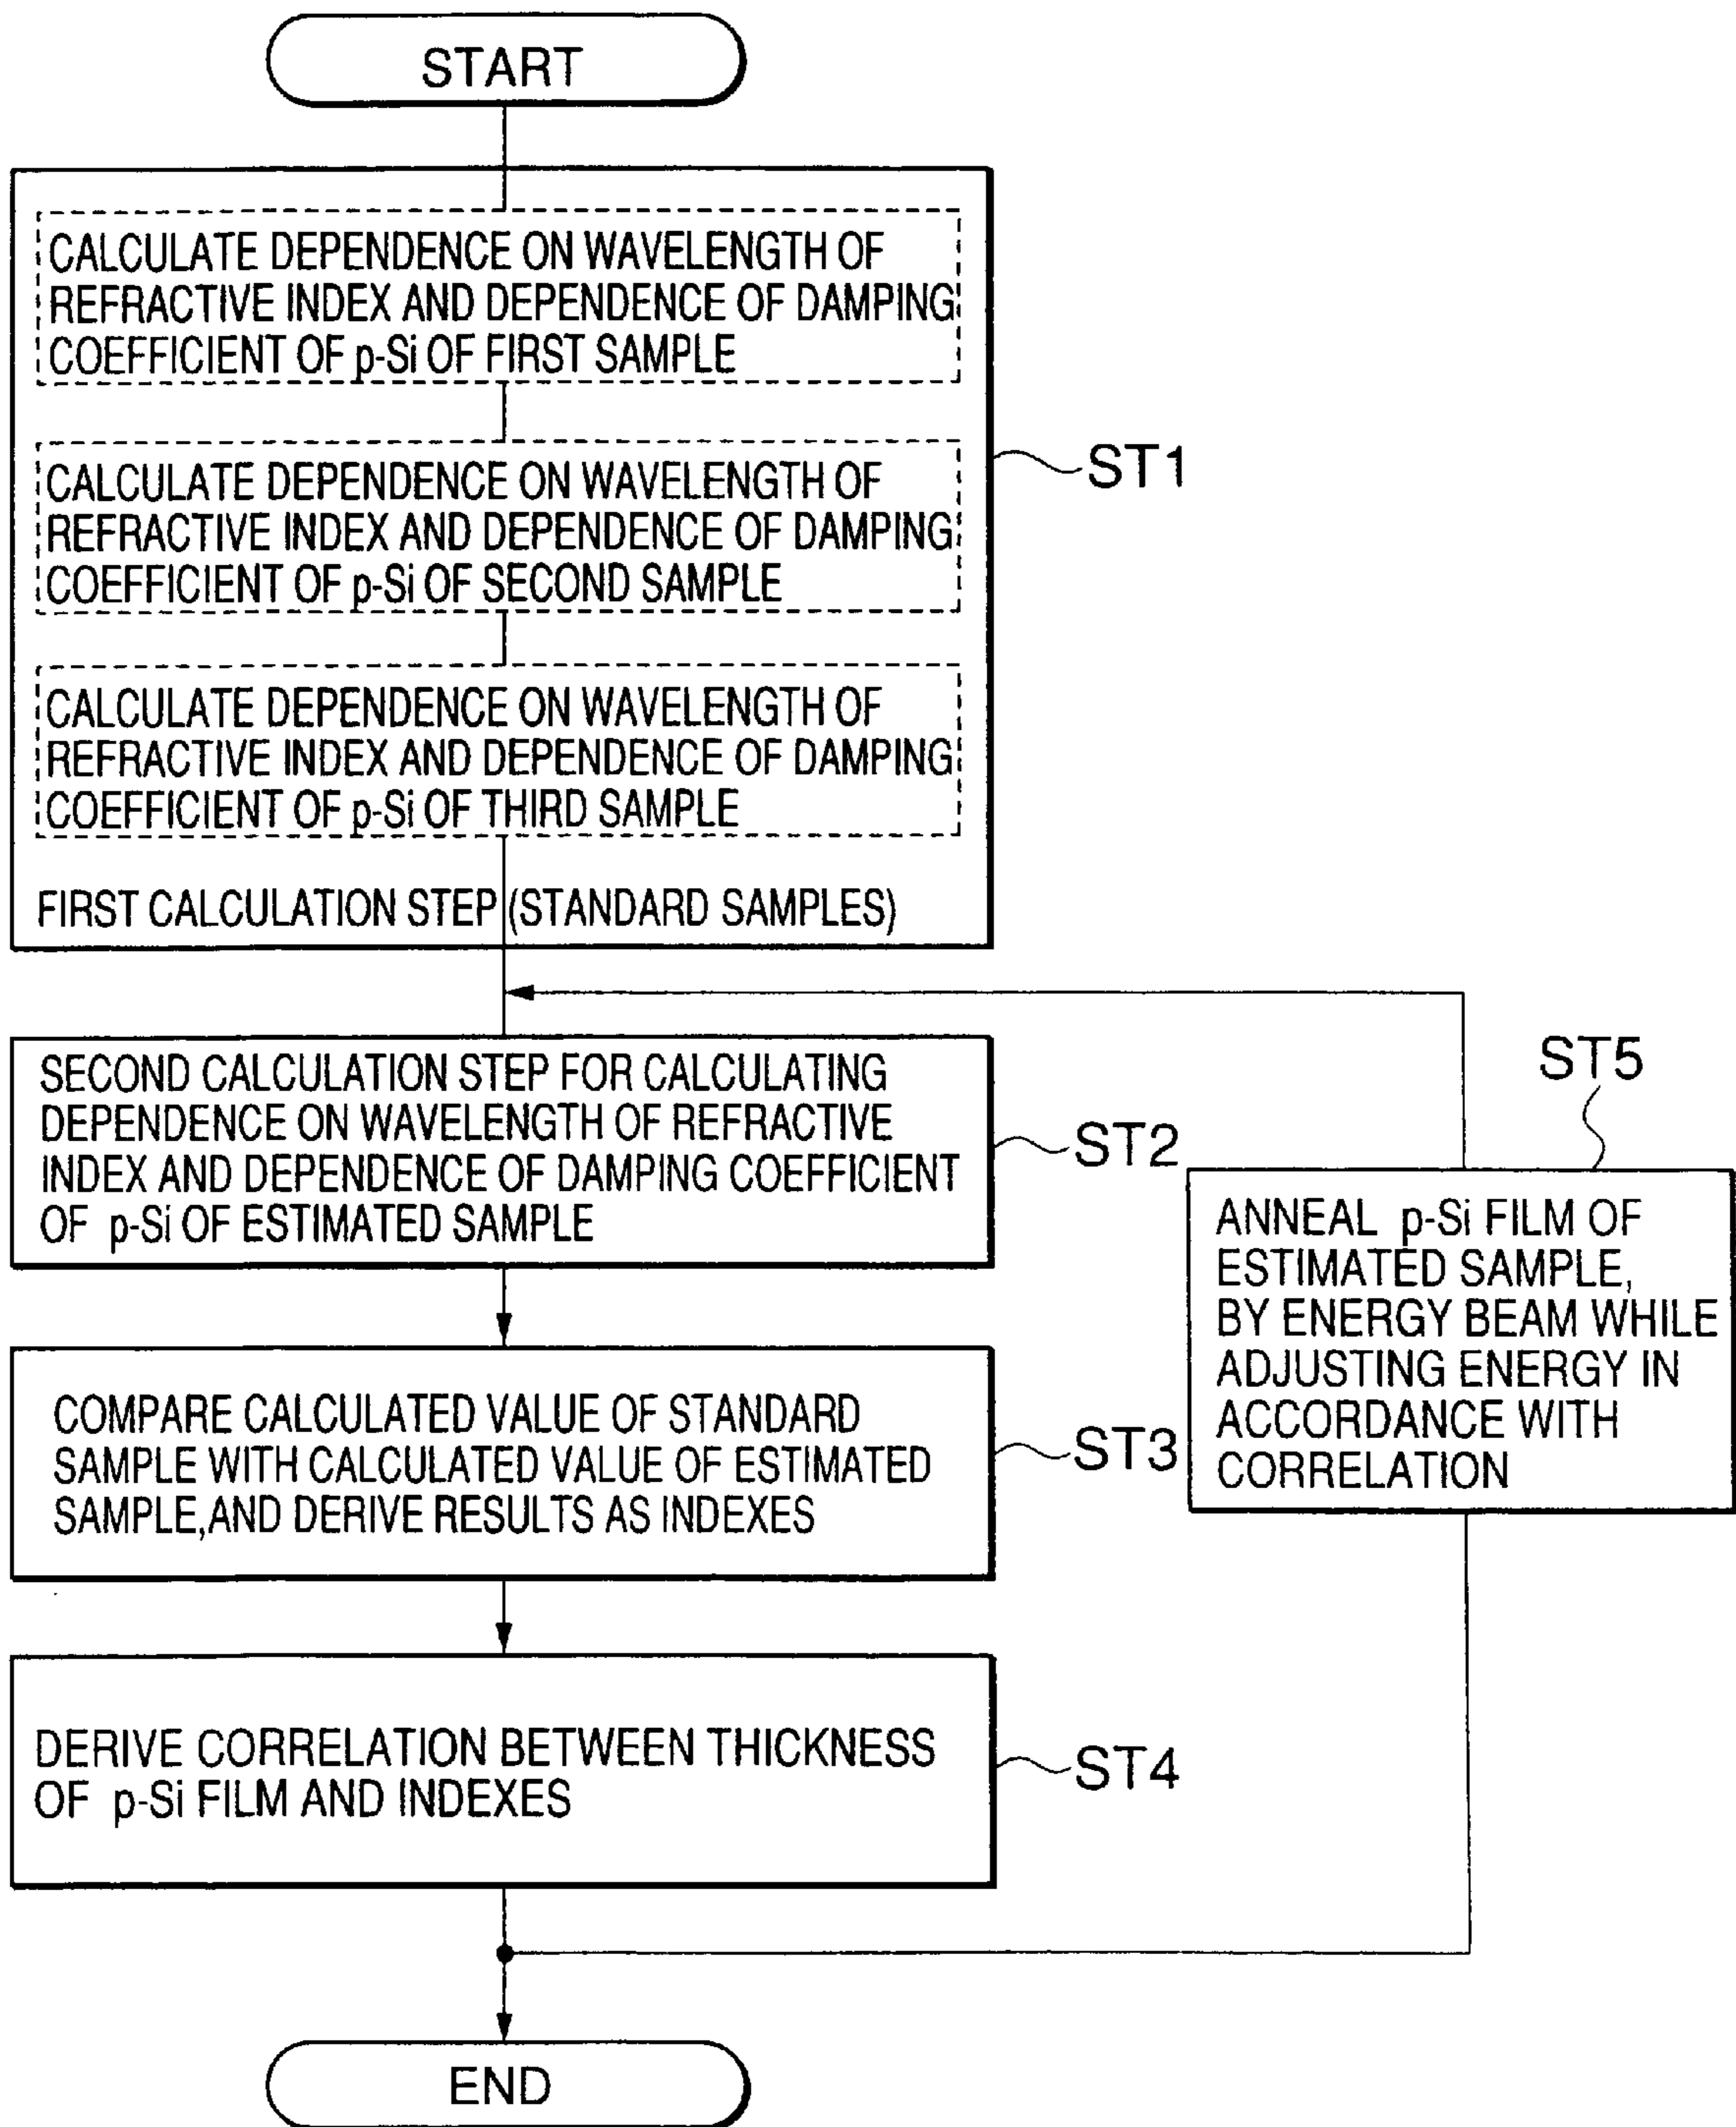 START
CALCULATE DEPENDENCE ON WAVELENGTH OF
REFRACTIVE INDEX AND DEPENDENCE OF DAMPING
COEFFICIENT OF p-Si OF FIRST SAMPLE
CALCULATE DEPENDENCE ON WAVELENGTH OF
REFRACTIVE INDEX AND DEPENDENCE OF DAMPING
COEFFICIENT OF p-Si OF SECOND SAMPLE
CALCULATE DEPENDENCE ON WAVELENGTH OF
REFRACTIVE INDEX AND DEPENDENCE OF DAMPING
COEFFICIENT OF p-Si OF THIRD SAMPLE
FIRST CALCULATION STEP (STANDARD SAMPLES)
ST1
SECOND CALCULATION STEP FOR CALCULATING
DEPENDENCE ON WAVELENGTH OF REFRACTIVE
INDEX AND DEPENDENCE OF DAMPING COEFFICIENT
OF p-Si OF ESTIMATED SAMPLE
ST2
COMPARE CALCULATED VALUE OF STANDARD
SAMPLE WITH CALCULATED VALUE OF ESTIMATED
SAMPLE, AND DERIVE RESULTS AS INDEXES
ST3
DERIVE CORRELATION BETWEEN THICKNESS
OF p-Si FILM AND INDEXES
ST4
ST5
ANNEAL p-Si FILM OF
ESTIMATED SAMPLE,
BY ENERGY BEAM WHILE
ADJUSTING ENERGY IN
ACCORDANCE WITH
CORRELATION
END